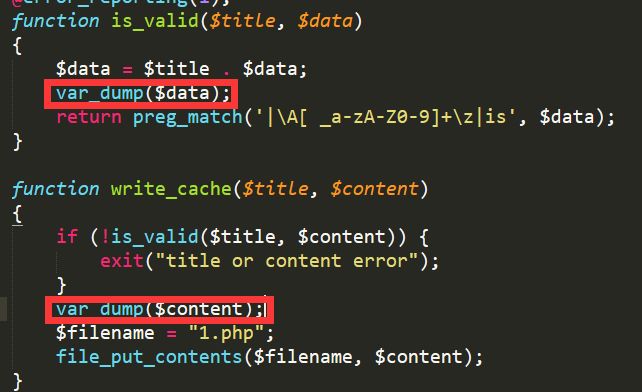 @error_reporting(1);
function is_valid($title, $data)
{
    $data = $title . $data;
    var_dump($data);
    return preg_match('|\A[ _a-zA-Z0-9]+\z|is', $data);
}
function write_cache($title, $content)
{
    if (!is_valid($title, $content)) {
        exit("title or content error");
    }
    var_dump($content);
    $filename = "1.php";
    file_put_contents($filename, $content);
}